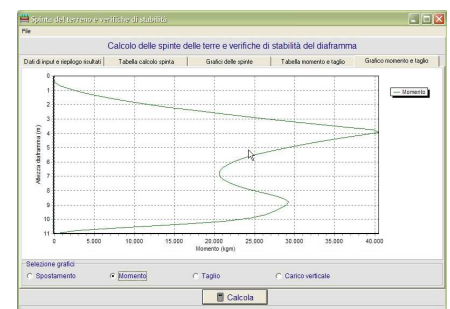 Spinta del terreno e verifiche di stabilità
File
Calcolo delle spinte delle terre e verifiche di stabilità del diaframma
Dati di input e riepilogo risultati
Tabella calcolo spinta
Grafici delle spinte
Tabella momento e taglio
Grafico momento e taglio
Momento
Altezza diaframma (m)
0
1
2
3
4
5
6
7
8
9
10
11
0 5.000 10.000 15.000 20.000 25.000 30.000 35.000 40.000
Momento (kgm)
Selezione grafici
Spostamento
Momento
Taglio
Carico verticale
Calcola